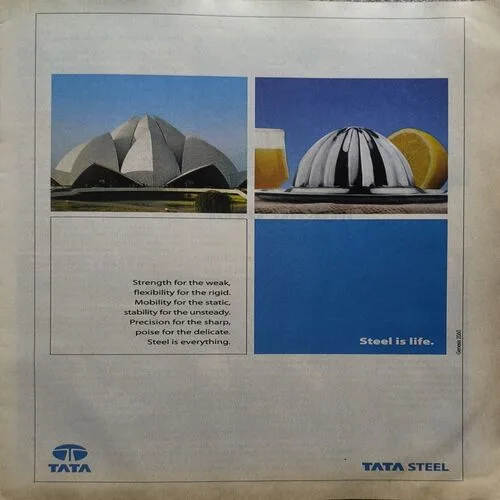 Strength for the weak,
flexibility for the rigid.
Mobility for the static,
stability for the unsteady.
Precision for the sharp,
poise for the delicate.
Steel is everything.
Steel is life.
TATA
TATA STEEL